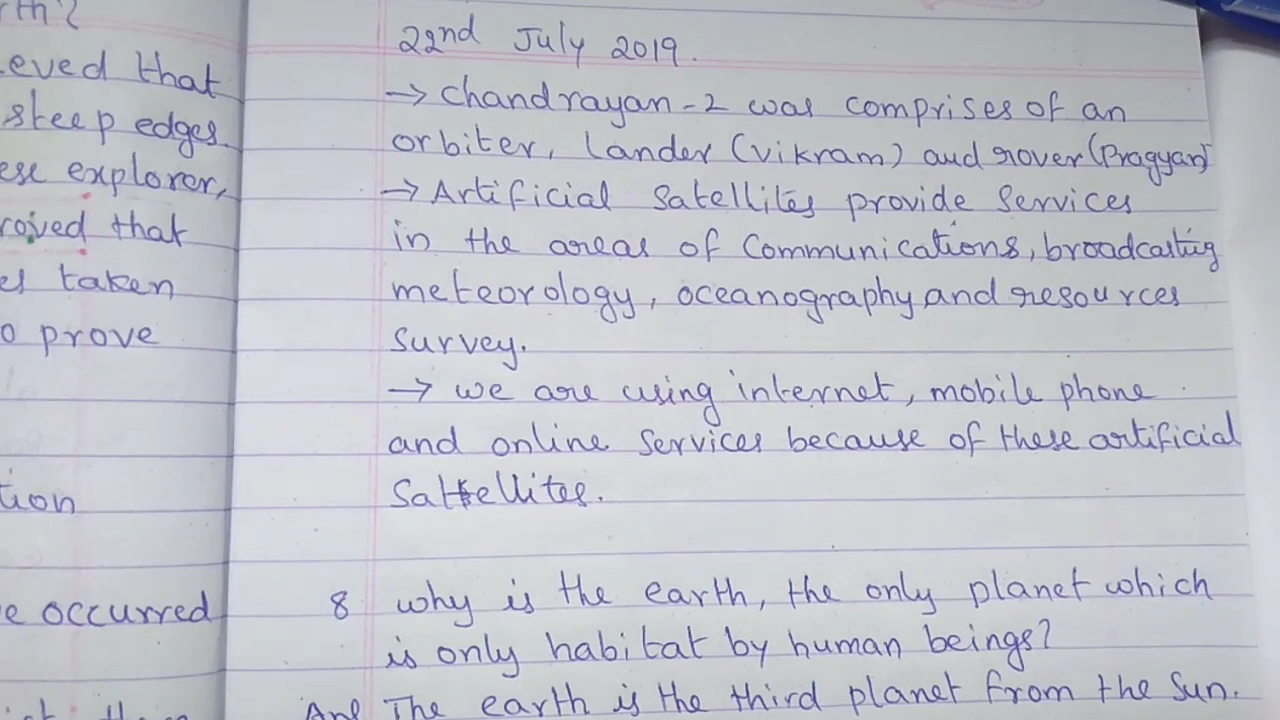 eved that
steep edges.
ese explorer,
roved that
es taken
o prove
tion
e occurred
22nd July 2019.
→ Chandrayan-2 was comprises of an
orbiter, Lander (Vikram) and rover (Pragyan)
→ Artificial Satellites provide Services
in the areas of Communications, broadcasting
meteorology, oceanography and resources
survey.
→ we are using internet, mobile phone
and online Services because of these artificial
Satellites.
8 why is the earth, the only planet which
is only habitat by human beings?
Ans The earth is the third planet from the Sun.